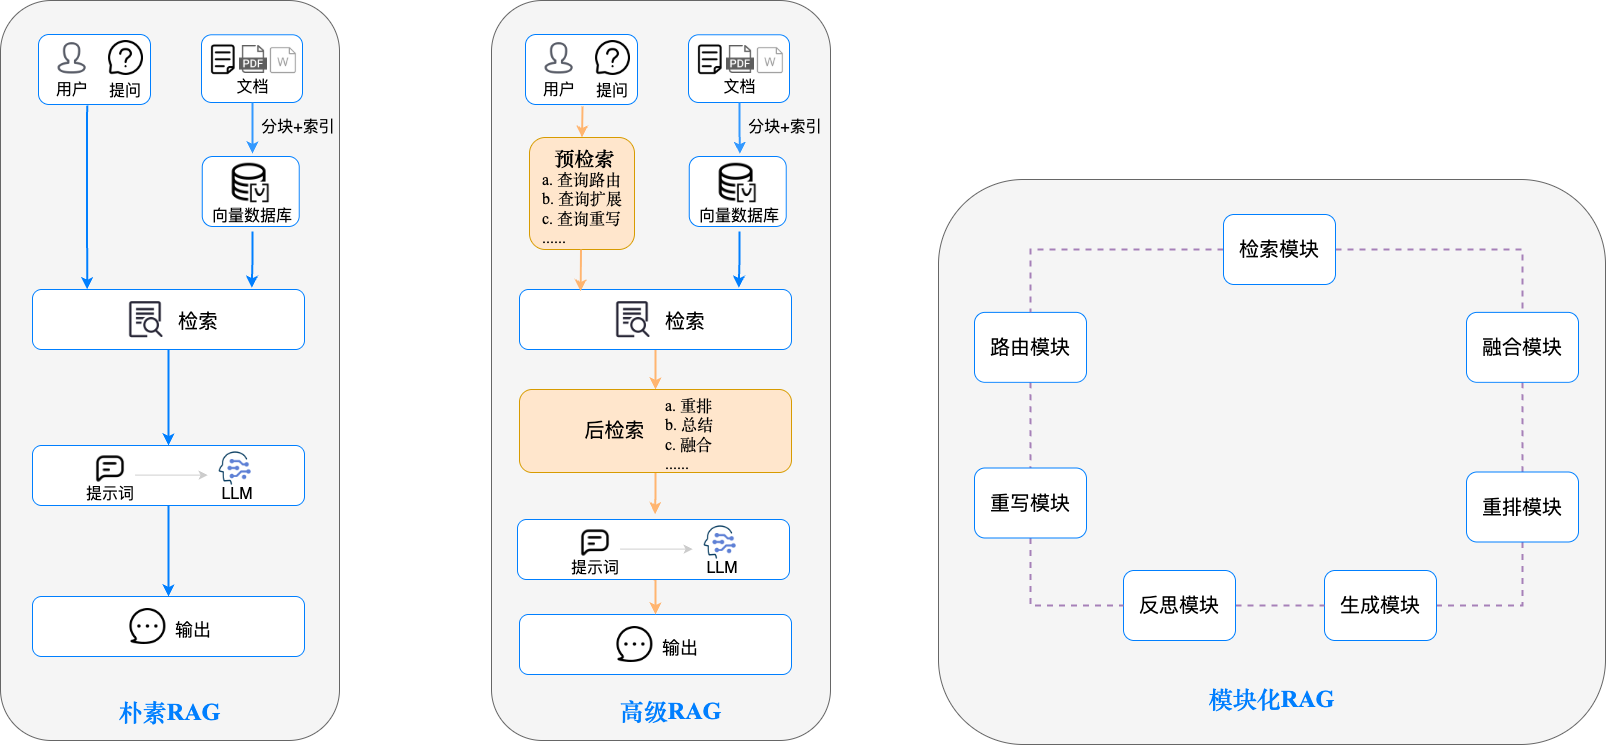 用户
提问
PDF
W
文档
分块+索引
向量数据库
检索
提示词
LLM
输出
朴素RAG
用户
提问
PDF
W
文档
预检索
a. 查询路由
b. 查询扩展
c. 查询重写
......
分块+索引
向量数据库
检索
后检索
a. 重排
b. 总结
c. 融合
......
提示词
LLM
输出
高级RAG
检索模块
路由模块
融合模块
重写模块
重排模块
反思模块
生成模块
模块化RAG